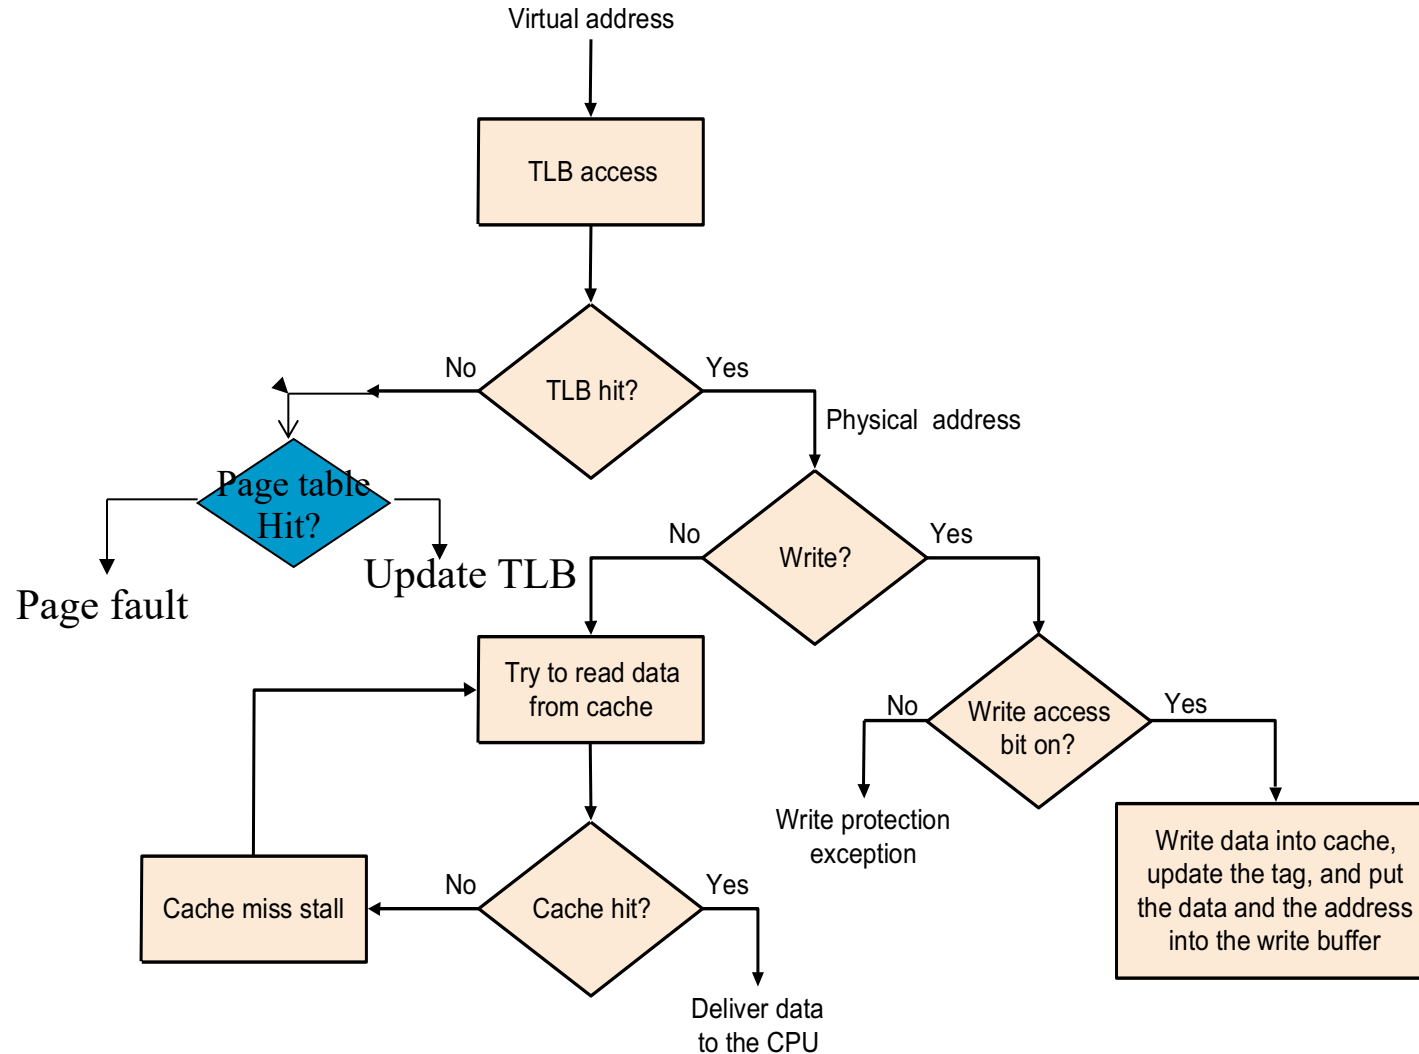 Virtual address
TLB access
No
Yes
TLB hit?
Physical  address
Page table
Hit?
No
Yes
Write?
Update TLB
Page fault
Try to read data
from cache
No
Yes
Write access
bit on?
Write protection
exception
Write data into cache,
update the tag, and put
the data and the address
into the write buffer
No
Yes
Cache miss stall
Cache hit?
Deliver data
to the CPU